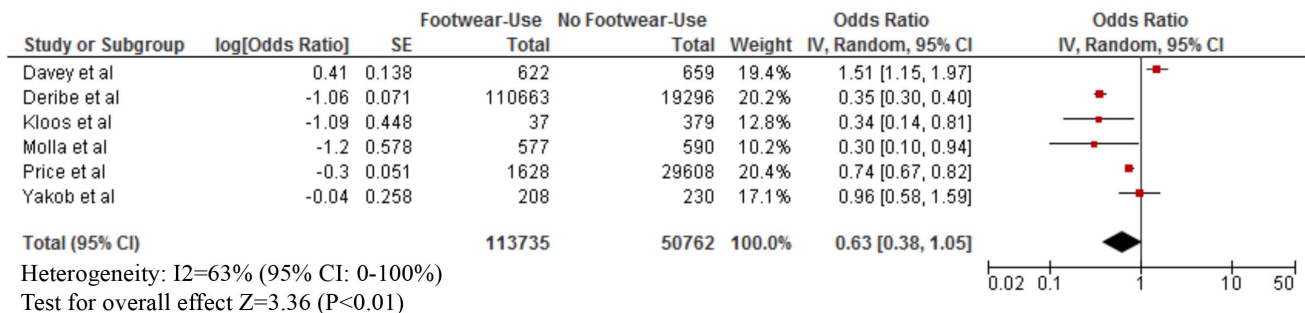 Footwear-Use No Footwear-Use Odds Ratio Odds Ratio
Study or Subgroup log[Odds Ratio] SE Total Total Weight IV, Random, 95% CI IV, Random, 95% CI
Davey et al 0.41 0.138 622 659 19.4% 1.51 [1.15, 1.97]
Deribe et al -1.06 0.071 110663 19296 20.2% 0.35 [0.30, 0.40]
Kloos et al -1.09 0.448 37 379 12.8% 0.34 [0.14, 0.81]
Molla et al -1.2 0.578 577 590 10.2% 0.30 [0.10, 0.94]
Price et al -0.3 0.051 1628 29608 20.4% 0.74 [0.67, 0.82]
Yakob et al -0.04 0.258 208 230 17.1% 0.96 [0.58, 1.59]
Total (95% CI) 113735 50762 100.0% 0.63 [0.38, 1.05]
Heterogeneity: I2=63% (95% CI: 0-100%)
0.02 0.1 1 10 50
Test for overall effect Z=3.36 (P<0.01)